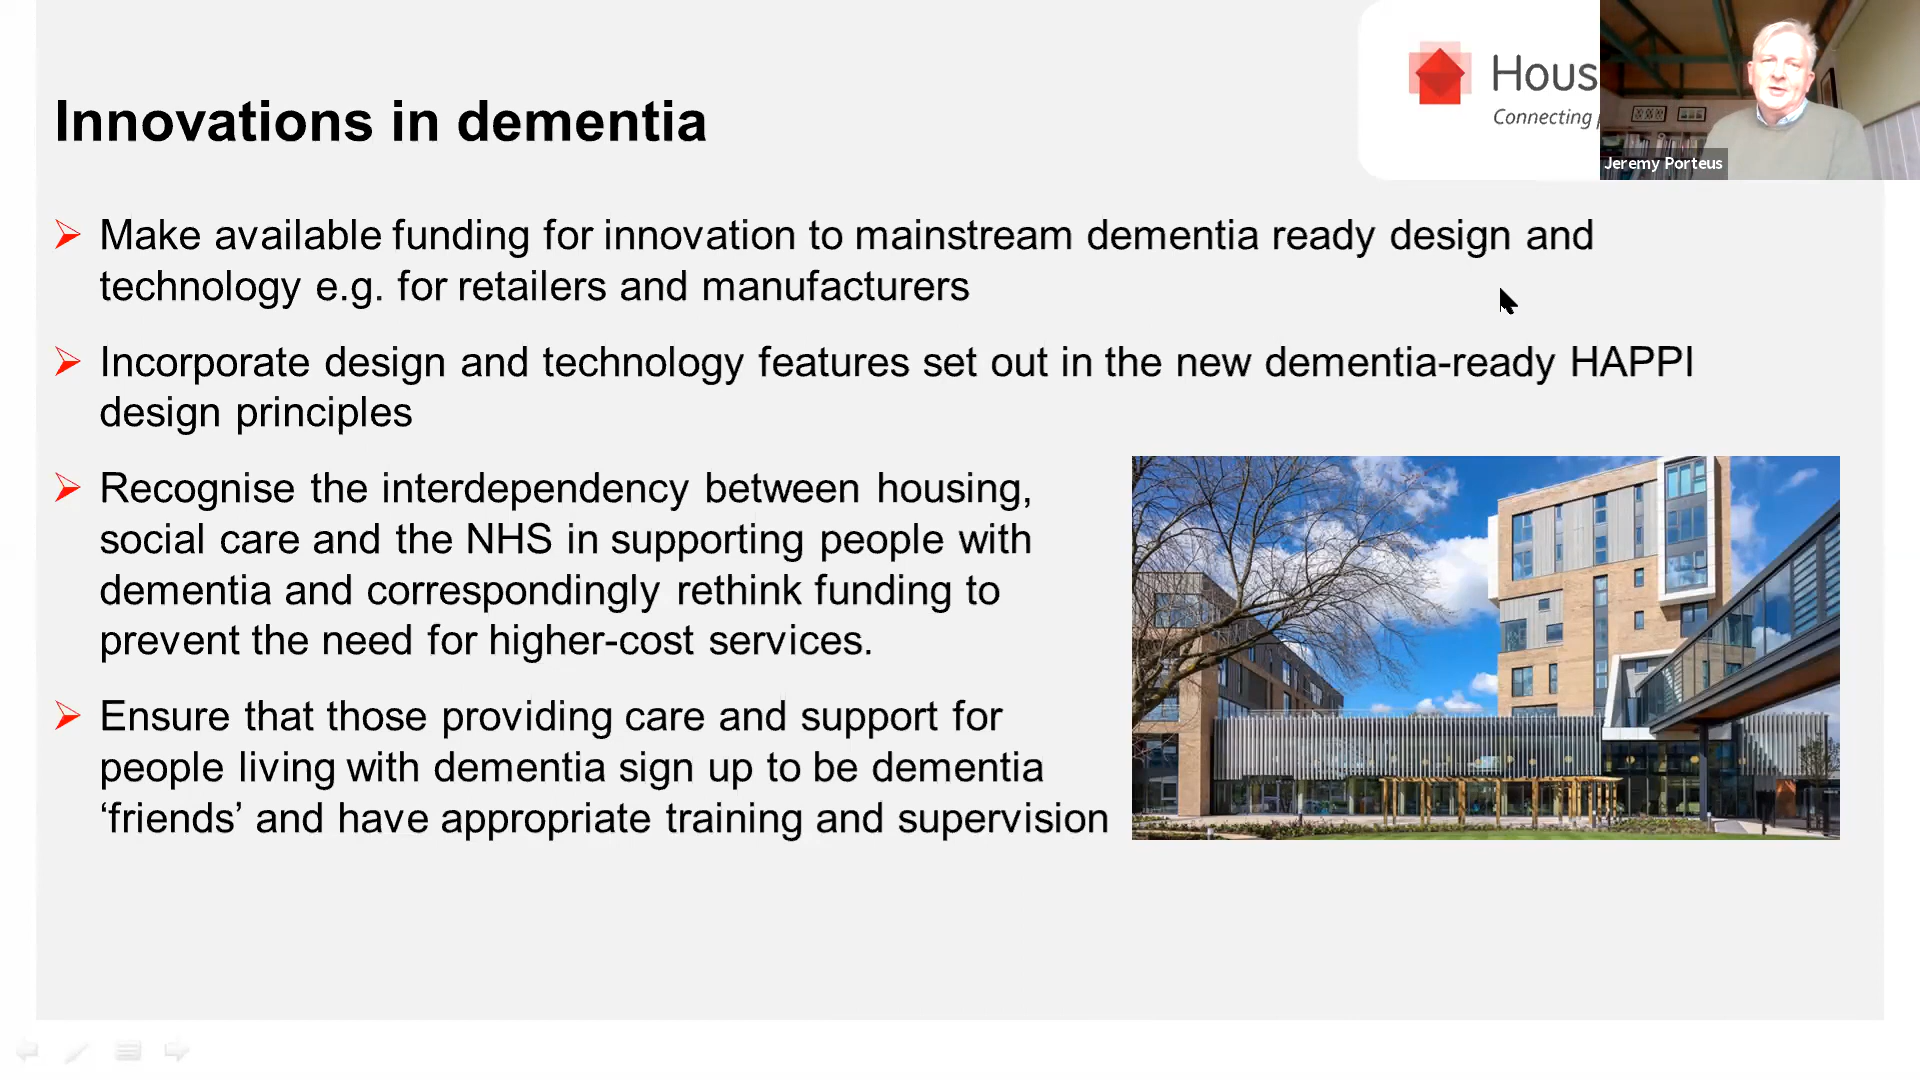 Innovations in dementia
Hous
Connecting
Jeremy Porteus
Make available funding for innovation to mainstream dementia ready design and
technology e.g. for retailers and manufacturers
Incorporate design and technology features set out in the new dementia-ready HAPPI
design principles
Recognise the interdependency between housing,
social care and the NHS in supporting people with
dementia and correspondingly rethink funding to
prevent the need for higher-cost services.
Ensure that those providing care and support for
people living with dementia sign up to be dementia
‘friends’ and have appropriate training and supervision